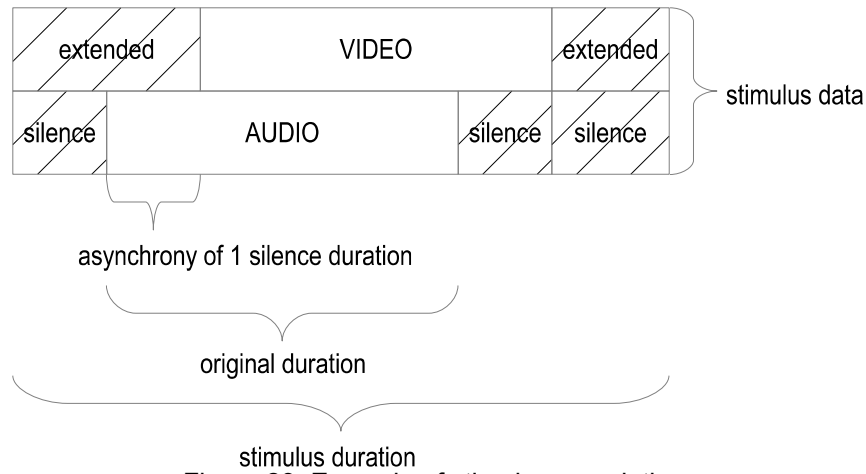 extended VIDEO extended
stimulus data
silence AUDIO silence silence
asynchrony of 1 silence duration
original duration
stimulus duration